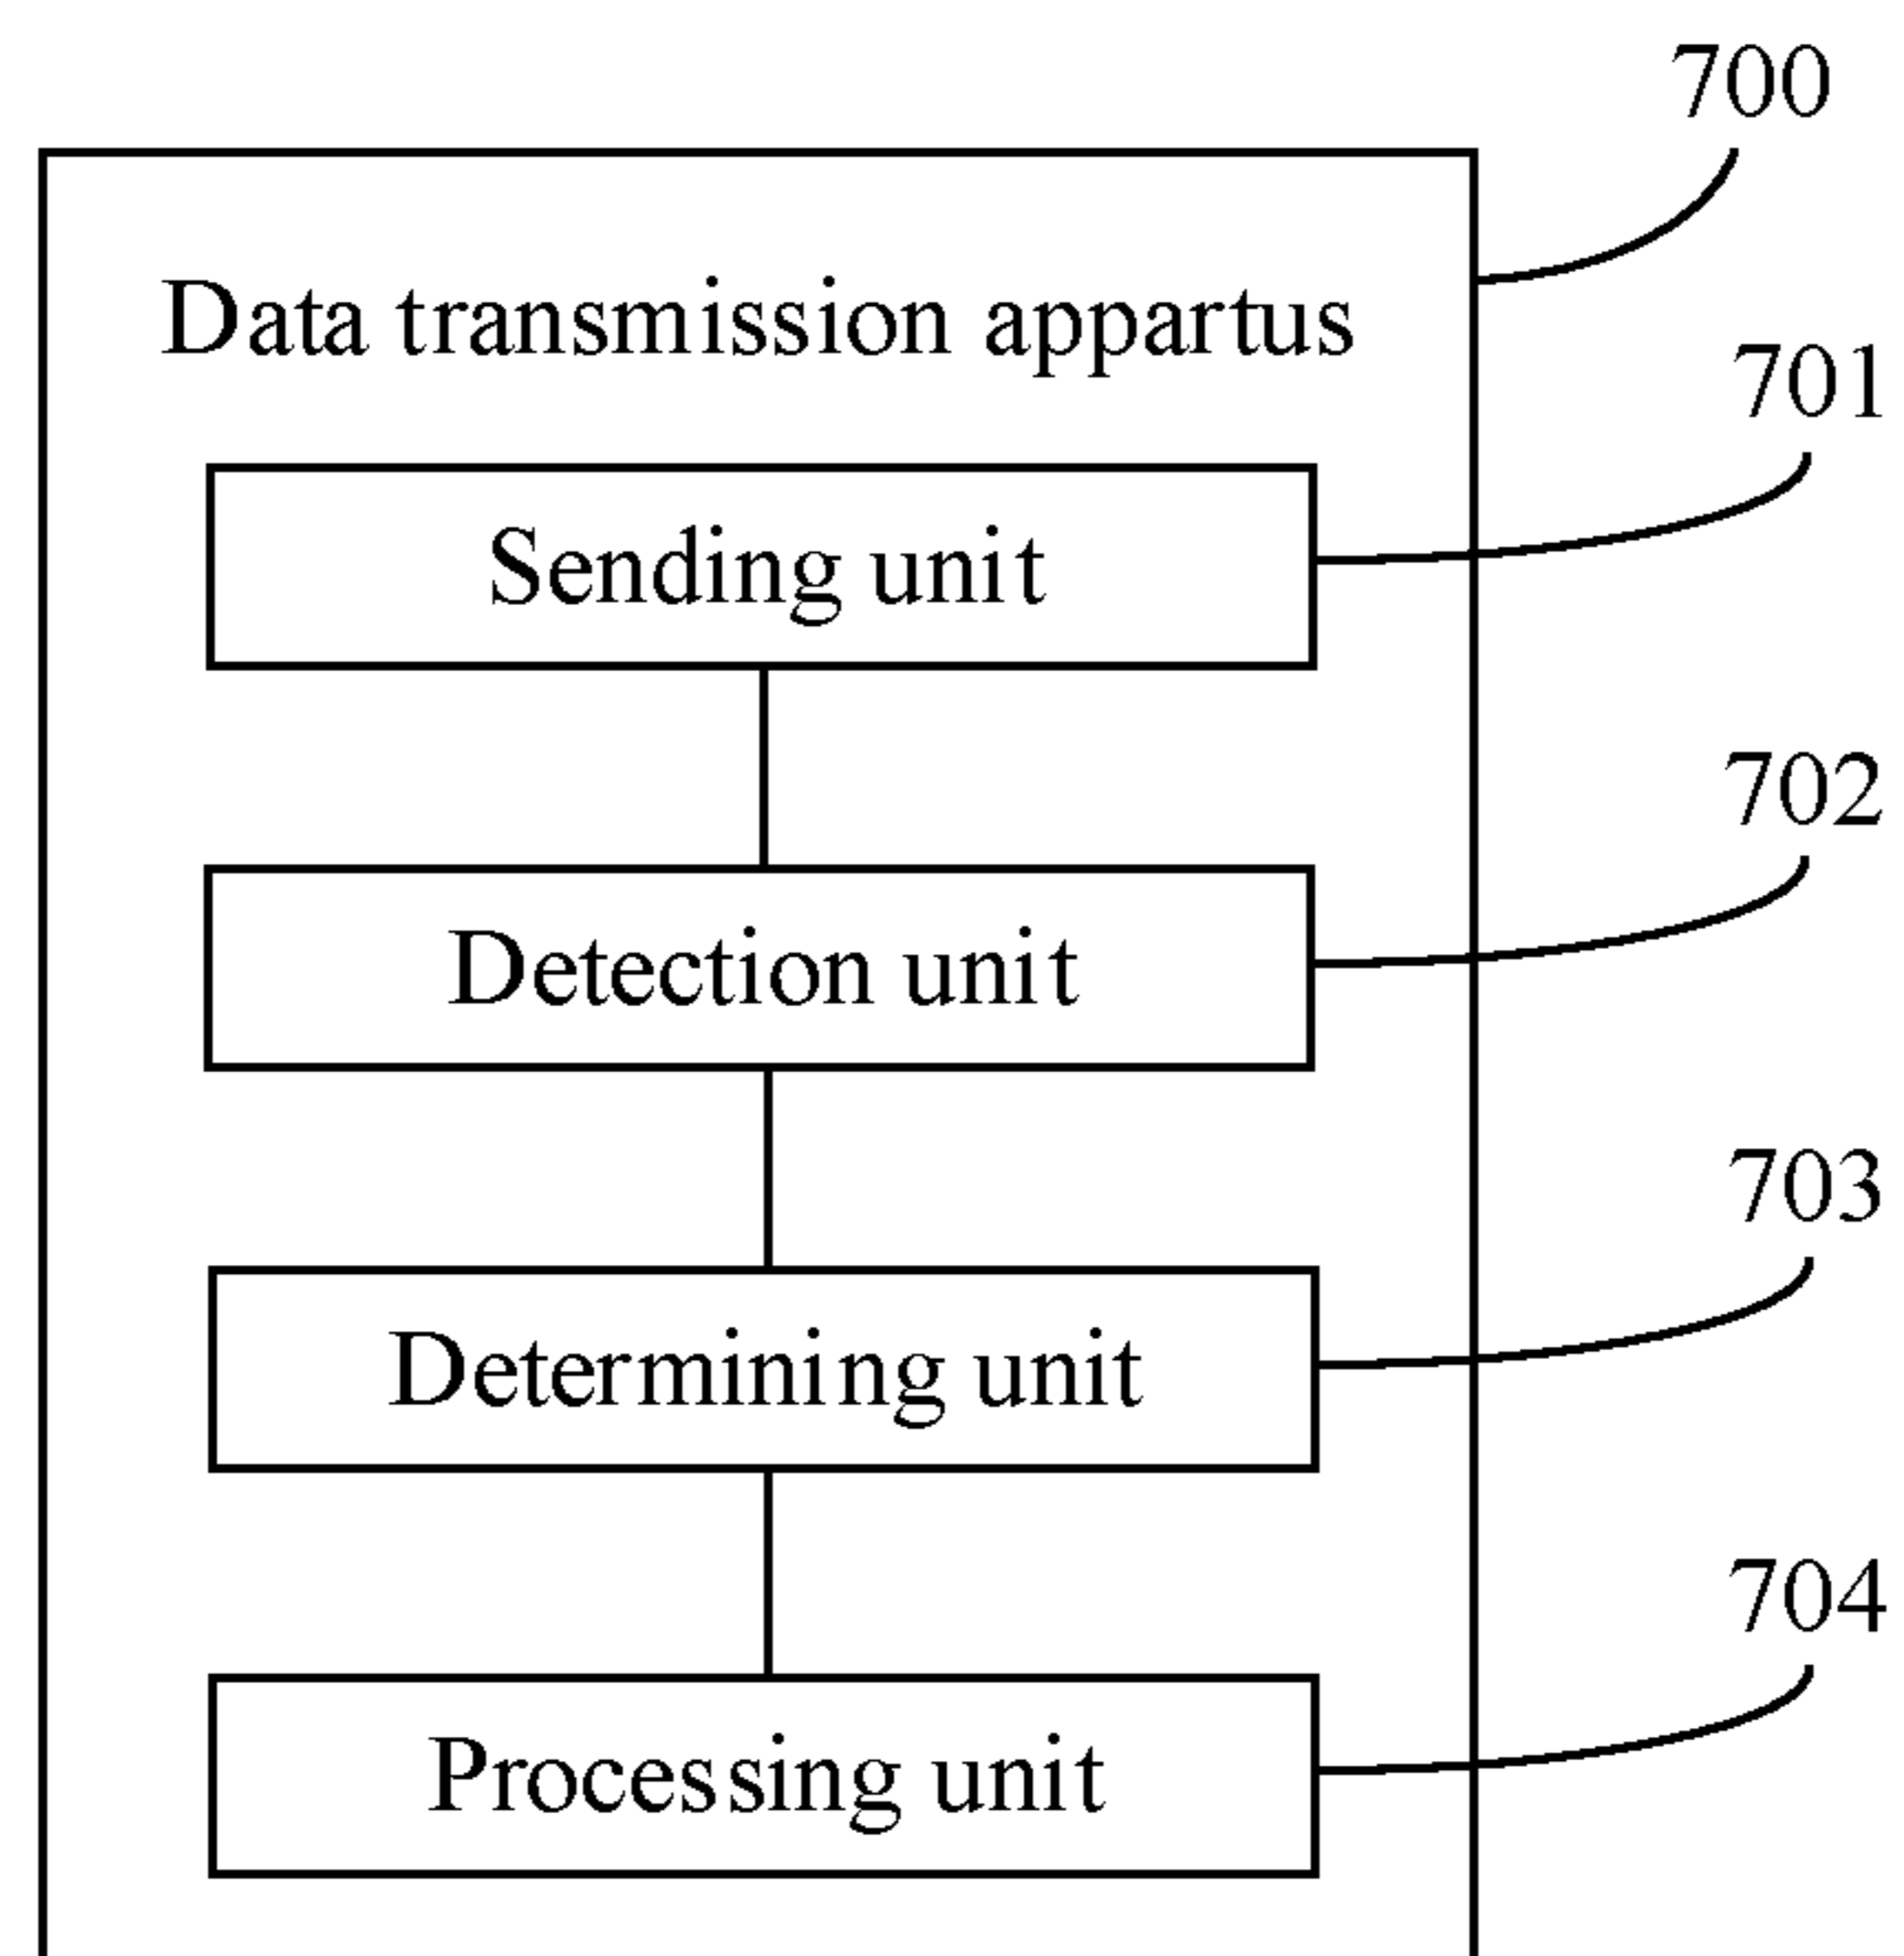 700
Data transmission appartus
701
Sending unit
702
Detection unit
703
Determining unit
704
Processing unit